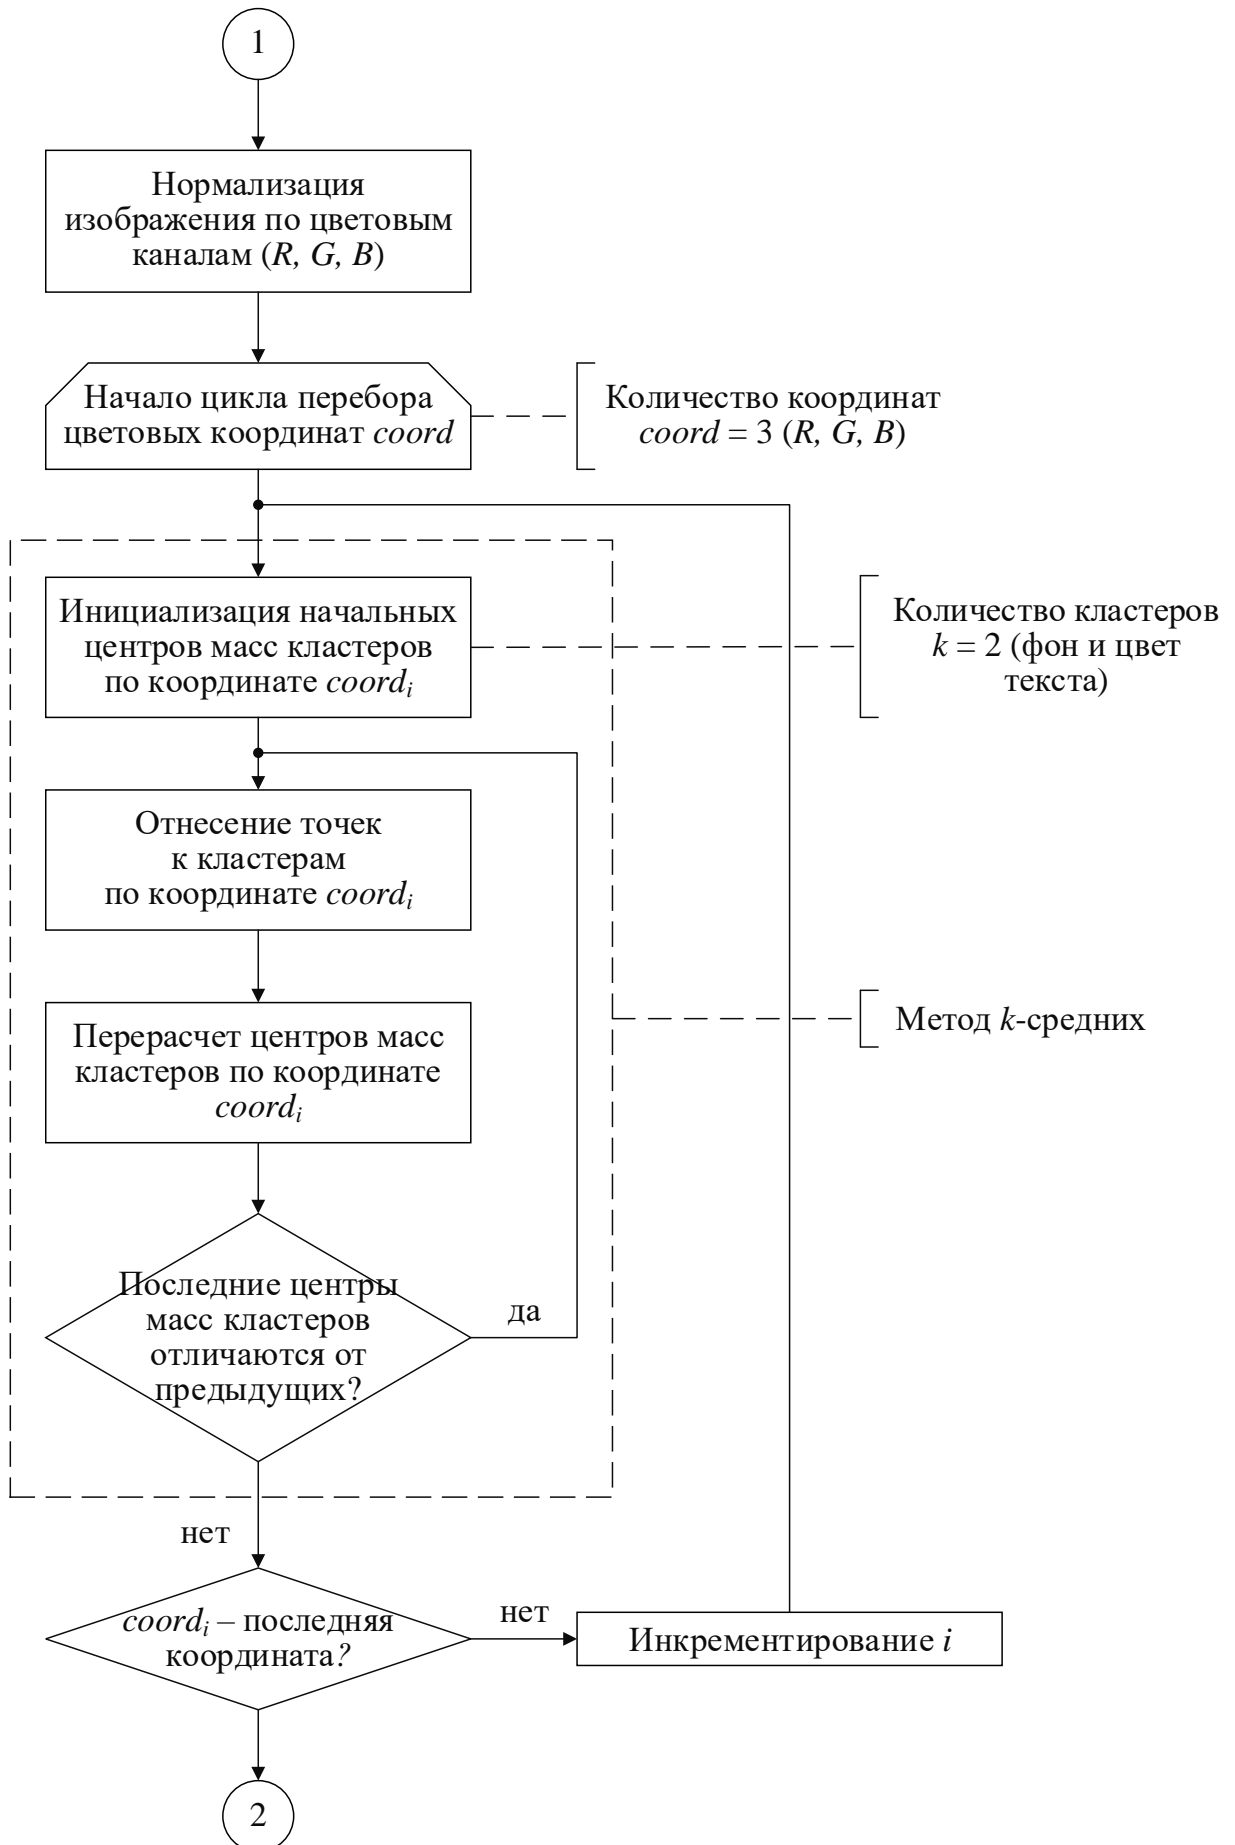 1
Нормализация
изображения по цветовым
каналам (R, G, B)
Начало цикла перебора
цветовых координат coord
Количество координат
coord = 3 (R, G, B)
Инициализация начальных
центров масс кластеров
по координате coordᵢ
Количество кластеров
k = 2 (фон и цвет
текста)
Отнесение точек
к кластерам
по координате coordᵢ
Перерасчет центров масс
кластеров по координате
coordᵢ
Метод k-средних
Последние центры
масс кластеров
отличаются от
предыдущих?
да
нет
coordᵢ – последняя
координата?
нет
Инкрементирование i
2